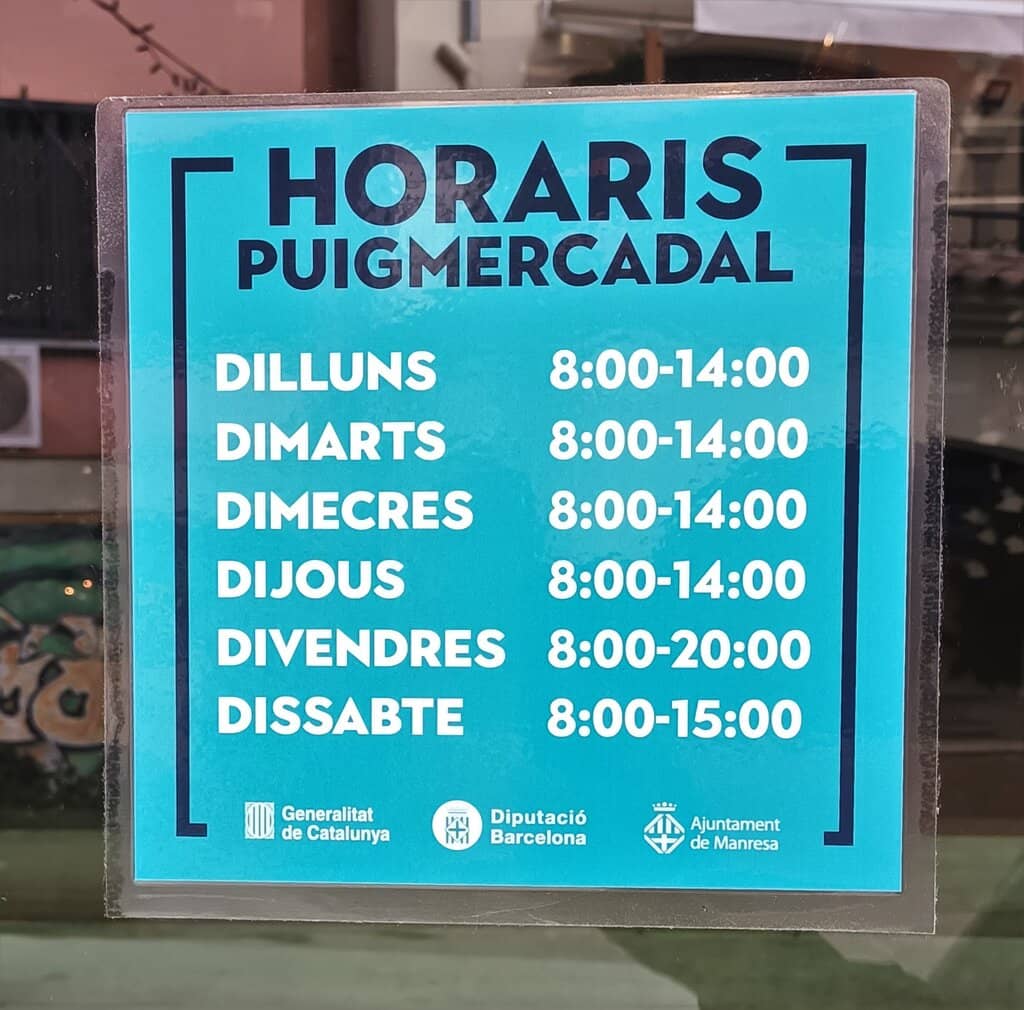 HORARIS
PUIGMERCADAL
DILLUNS 8:00-14:00
DIMARTS 8:00-14:00
DIMECRES 8:00-14:00
DIJOUS 8:00-14:00
DIVENDRES 8:00-20:00
DISSABTE 8:00-15:00
Generalitat
de Catalunya
Diputació
Barcelona
Ajuntament
de Manresa